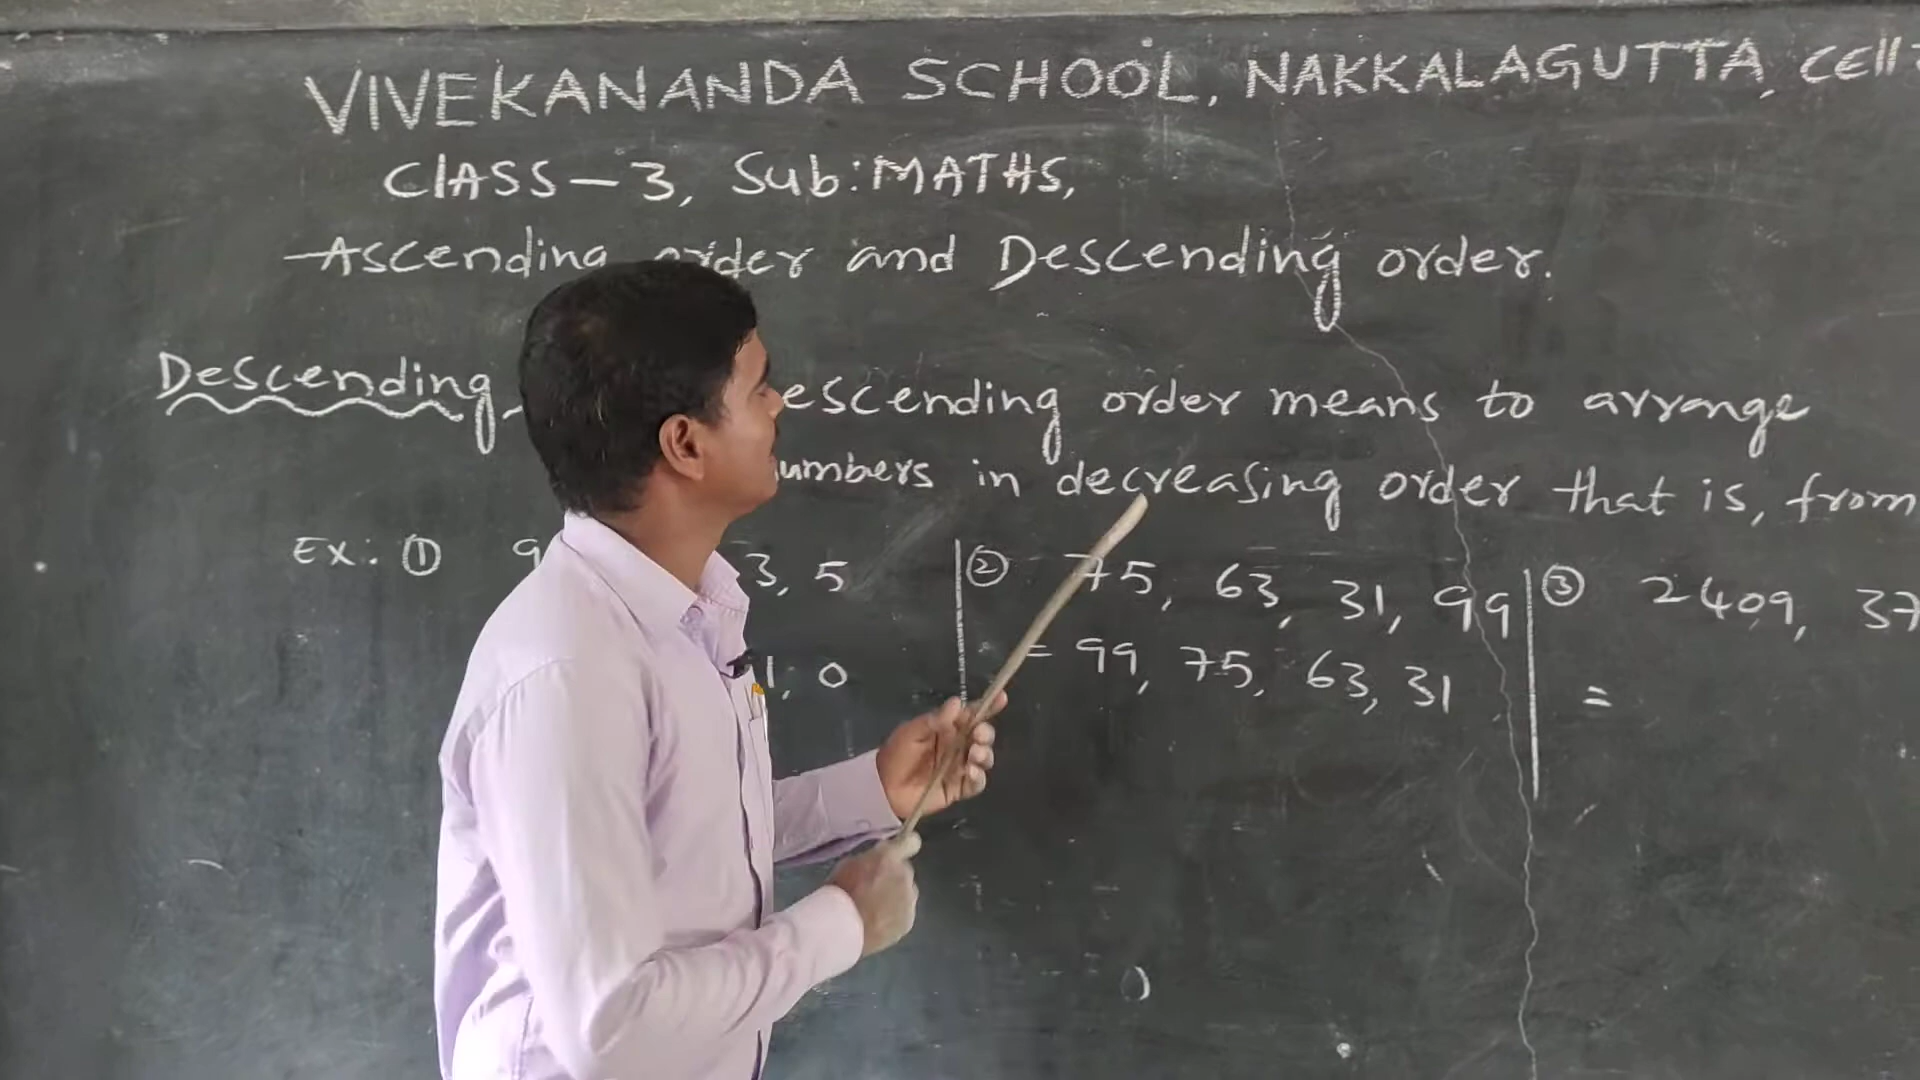 VIVEKANANDA SCHOOL, NAKKALAGUTTA, Cell
CLASS-3, Sub: MATHS,
Ascending order and Descending order.
Descending escending order means to arrange
umbers in decreasing order that is, from
Ex: ① 9 3, 5 ② 75, 63, 31, 99 ③ 2409, 37
1, 0 = 99, 75, 63, 31 =